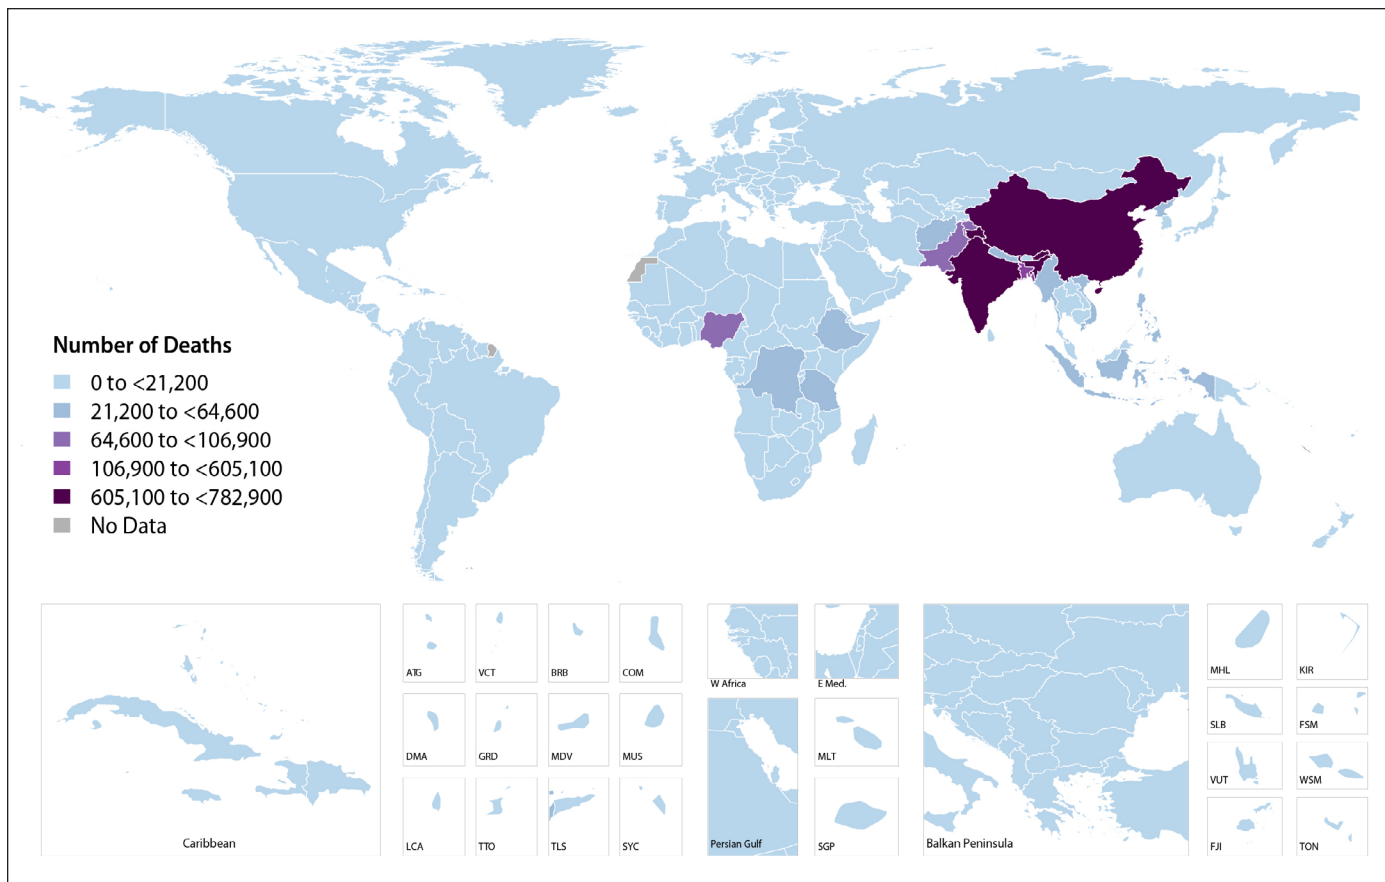 Number of Deaths
0 to <21,200
21,200 to <64,600
64,600 to <106,900
106,900 to <605,100
605,100 to <782,900
No Data
Caribbean
ATG
VCT
BRB
COM
DMA
GRD
MDV
MUS
LCA
TTO
TLS
SYC
W Africa
E Med.
Persian Gulf
MLT
SGP
Balkan Peninsula
MHL
KIR
SLB
FSM
VUT
WSM
FJI
TON